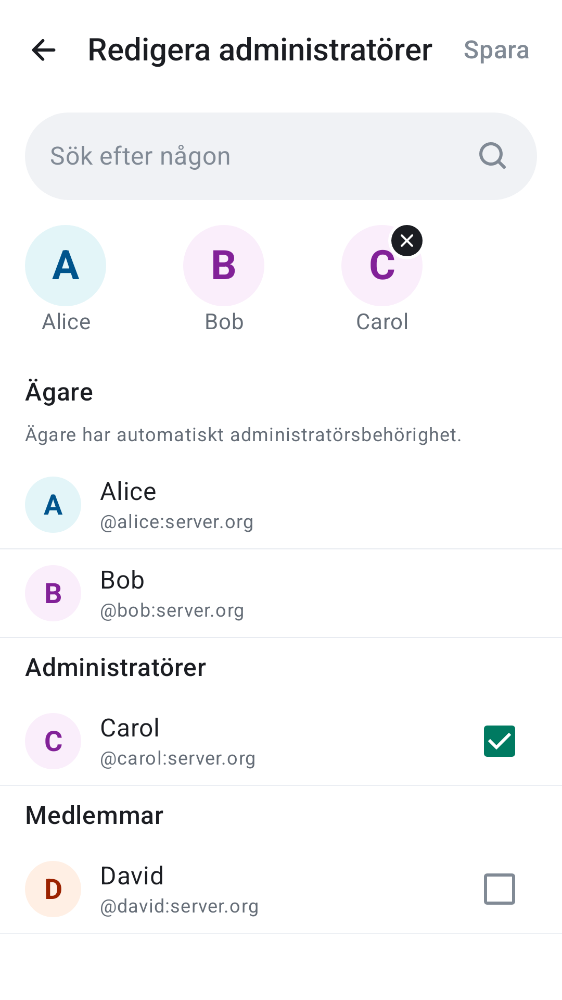 Redigera administratörer Spara
Sök efter någon
A B C
Alice Bob Carol
Ägare
Ägare har automatiskt administratörsbehörighet.
A Alice
@alice:server.org
B Bob
@bob:server.org
Administratörer
C Carol
@carol:server.org
Medlemmar
D David
@david:server.org